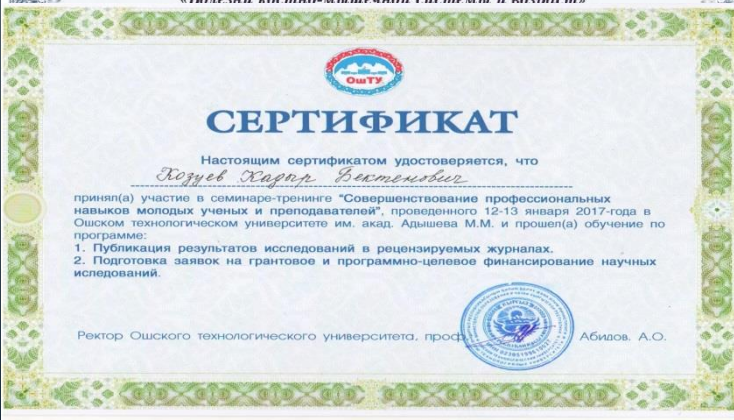 ОшТУ
СЕРТИФИКАТ
Настоящим сертификатом удостоверяется, что
Козуев Кадыр Бектенович
принял(а) участие в семинаре-тренинге "Совершенствование профессиональных
навыков молодых ученых и преподавателей", проведенного 12-13 января 2017-года в
Ошском технологическом университете им. акад. Адышева М.М. и прошел(а) обучение по
программе:
1. Публикация результатов исследований в рецензируемых журналах.
2. Подготовка заявок на грантовое и программно-целевое финансирование научных
иследований.
Ректор Ошского технологического университета, проф. Абидов. А.О.